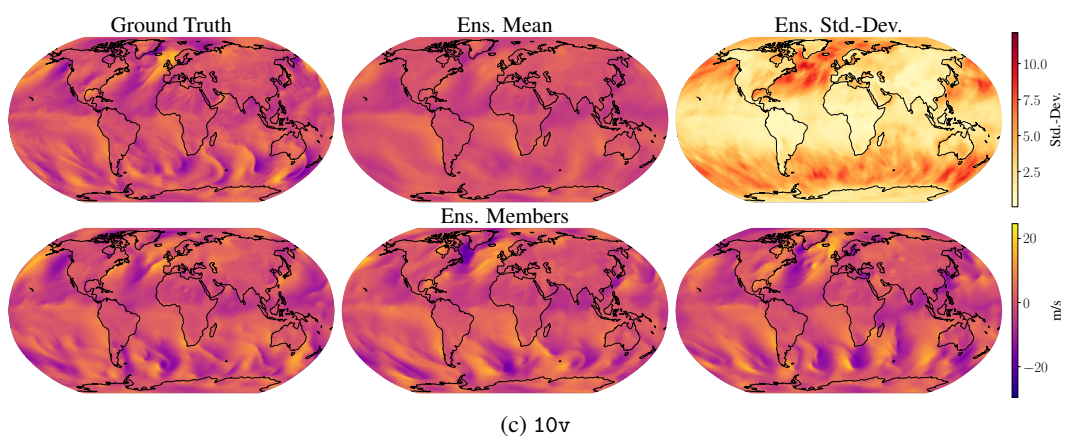 Ground Truth
Ens. Mean
Ens. Std.-Dev.
10.0
7.5
5.0
2.5
Std.-Dev.
Ens. Members
20
0
−20
m/s
(c) 10v